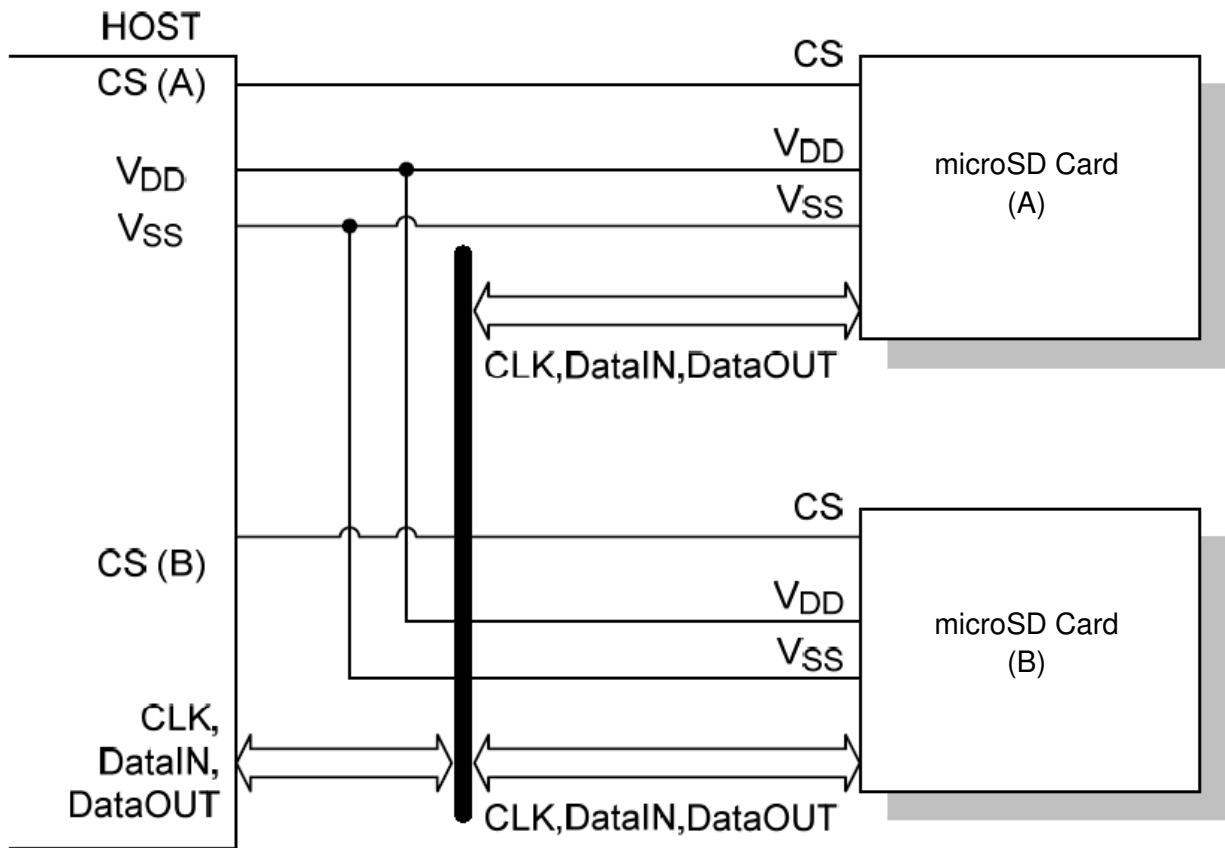 HOST
CS (A)
CS
VDD
VDD
VSS
VSS
microSD Card
(A)
CLK,DataIN,DataOUT
CS (B)
CS
VDD
VSS
microSD Card
(B)
CLK,
DataIN,
DataOUT
CLK,DataIN,DataOUT